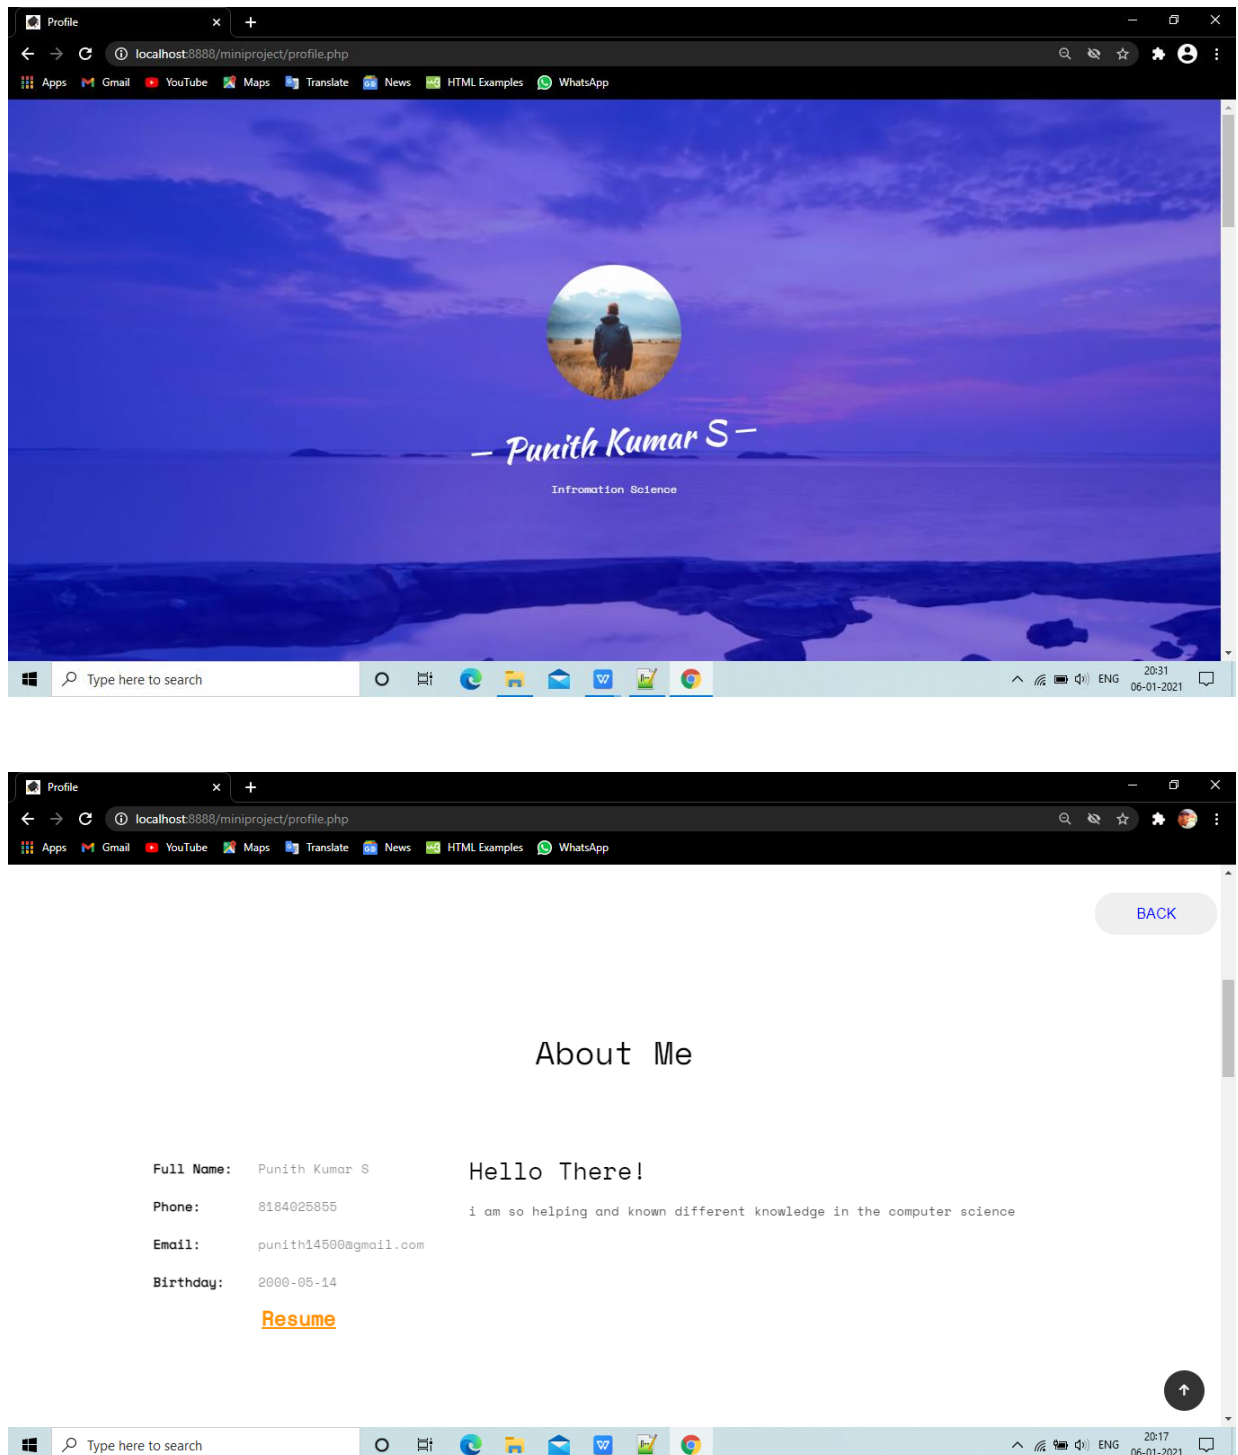 Profile
localhost:8888/miniproject/profile.php
Apps Gmail YouTube Maps Translate News HTML Examples WhatsApp
— Punith Kumar S —
Infromation Science
Type here to search
ENG
20:31
06-01-2021
Profile
localhost:8888/miniproject/profile.php
Apps Gmail YouTube Maps Translate News HTML Examples WhatsApp
BACK
About Me
Full Name: Punith Kumar S
Hello There!
Phone: 8184025855
i am so helping and known different knowledge in the computer science
Email: punith14500@gmail.com
Birthday: 2000-05-14
Resume
Type here to search
ENG
20:17
06-01-2021